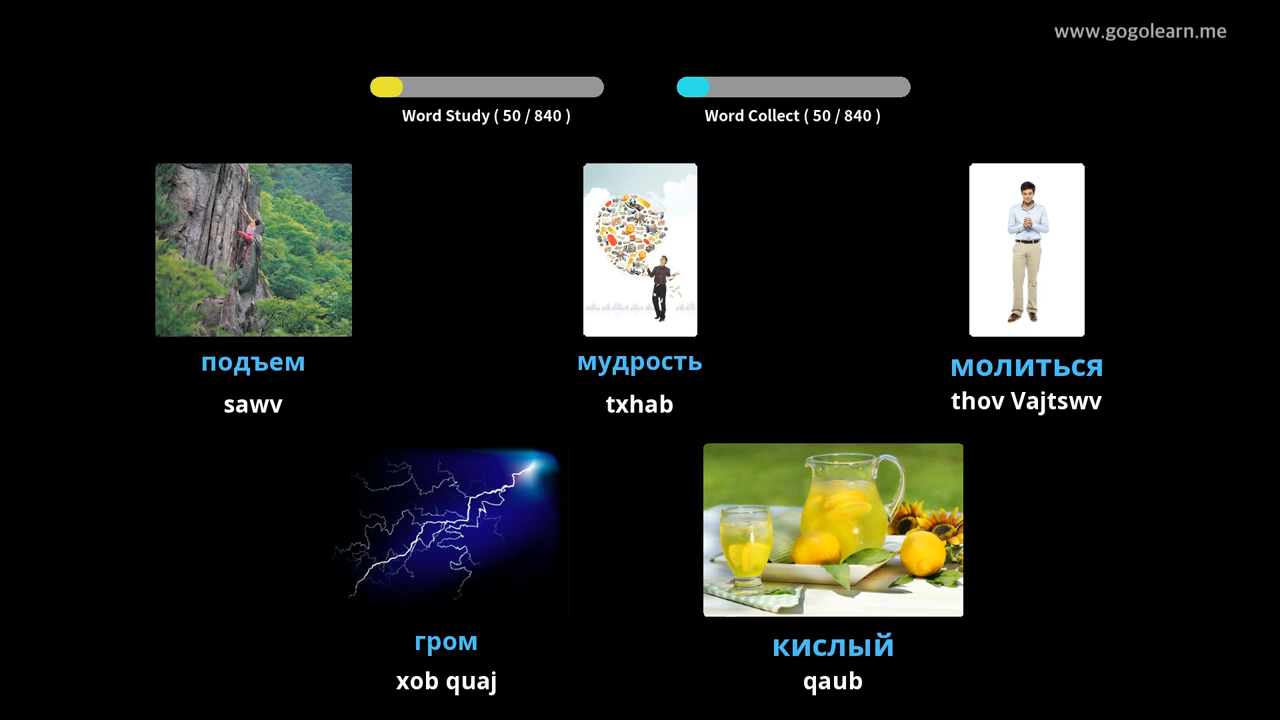 www.gogolearn.me
Word Study ( 50 / 840 )
Word Collect ( 50 / 840 )
подъем
sawv
мудрость
txhab
молиться
thov Vajtswv
гром
xob quaj
кислый
qaub